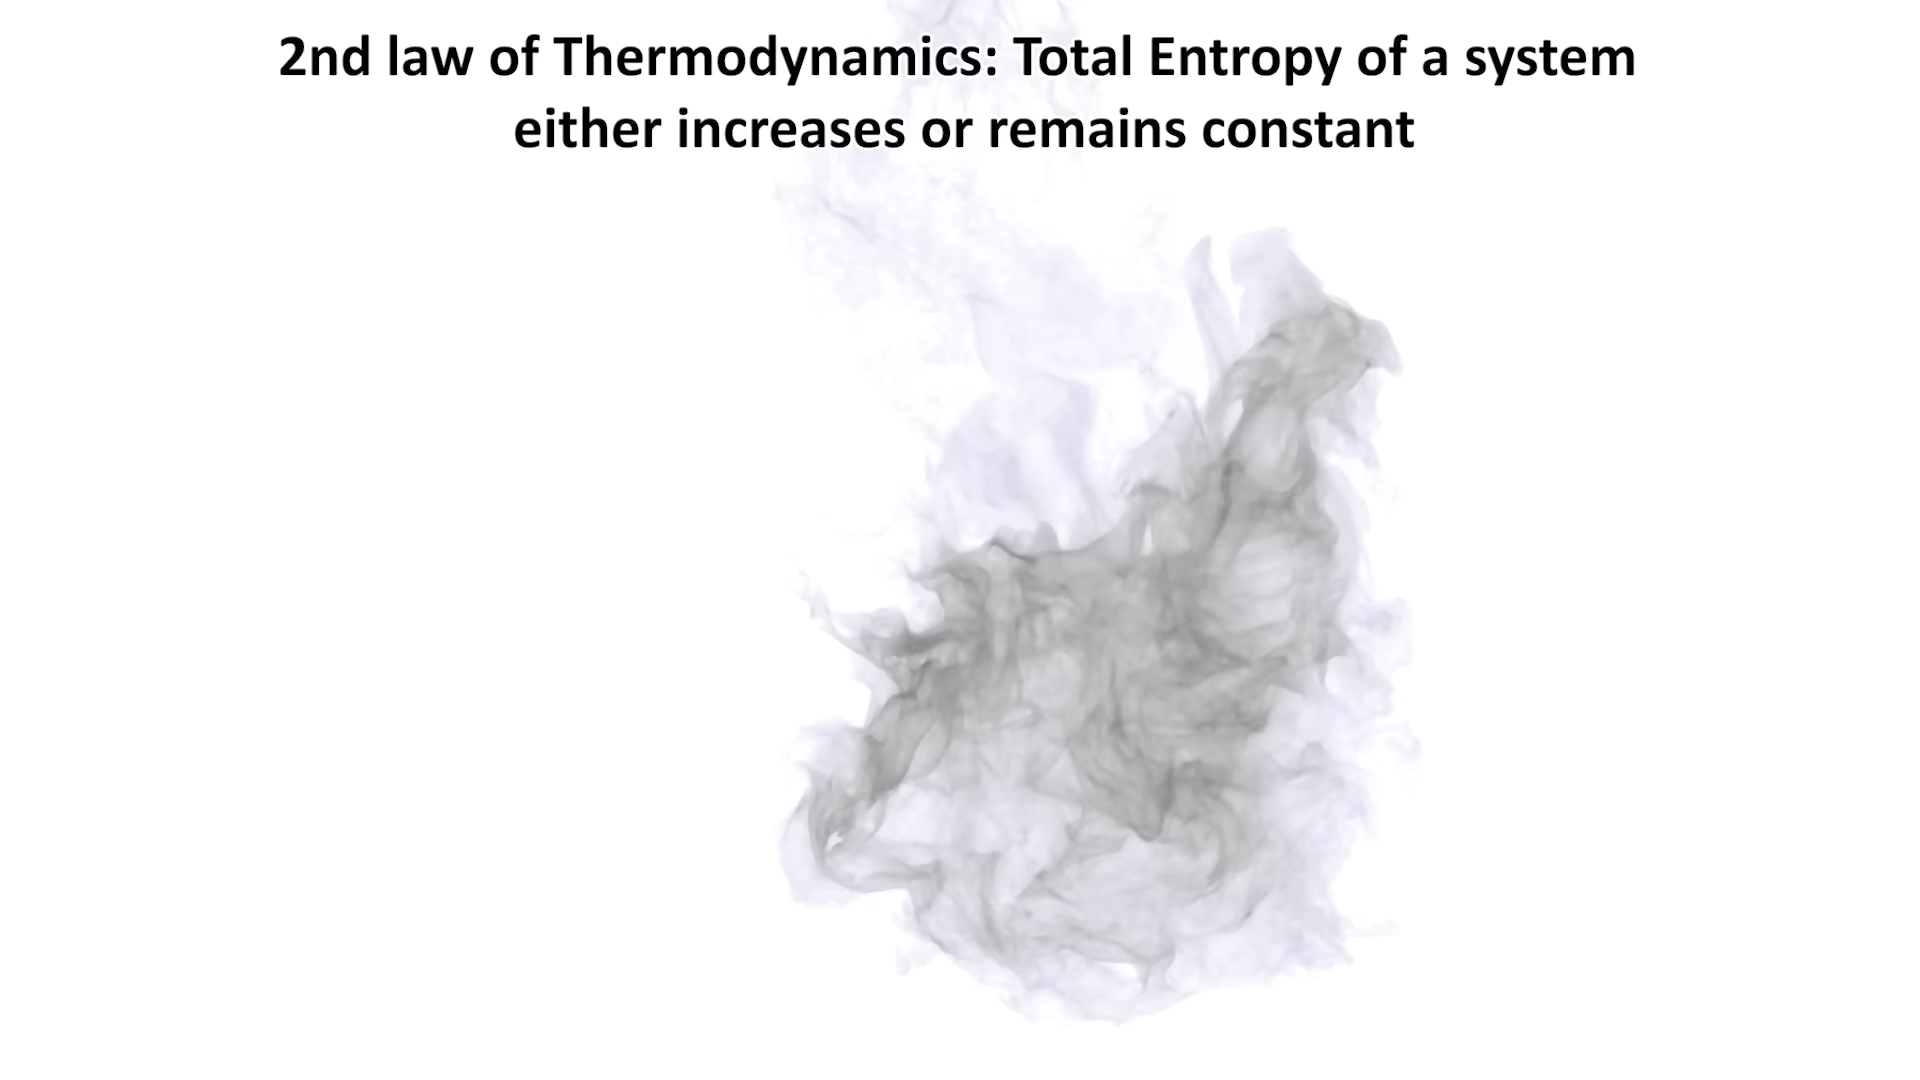 2nd law of Thermodynamics: Total Entropy of a system
either increases or remains constant